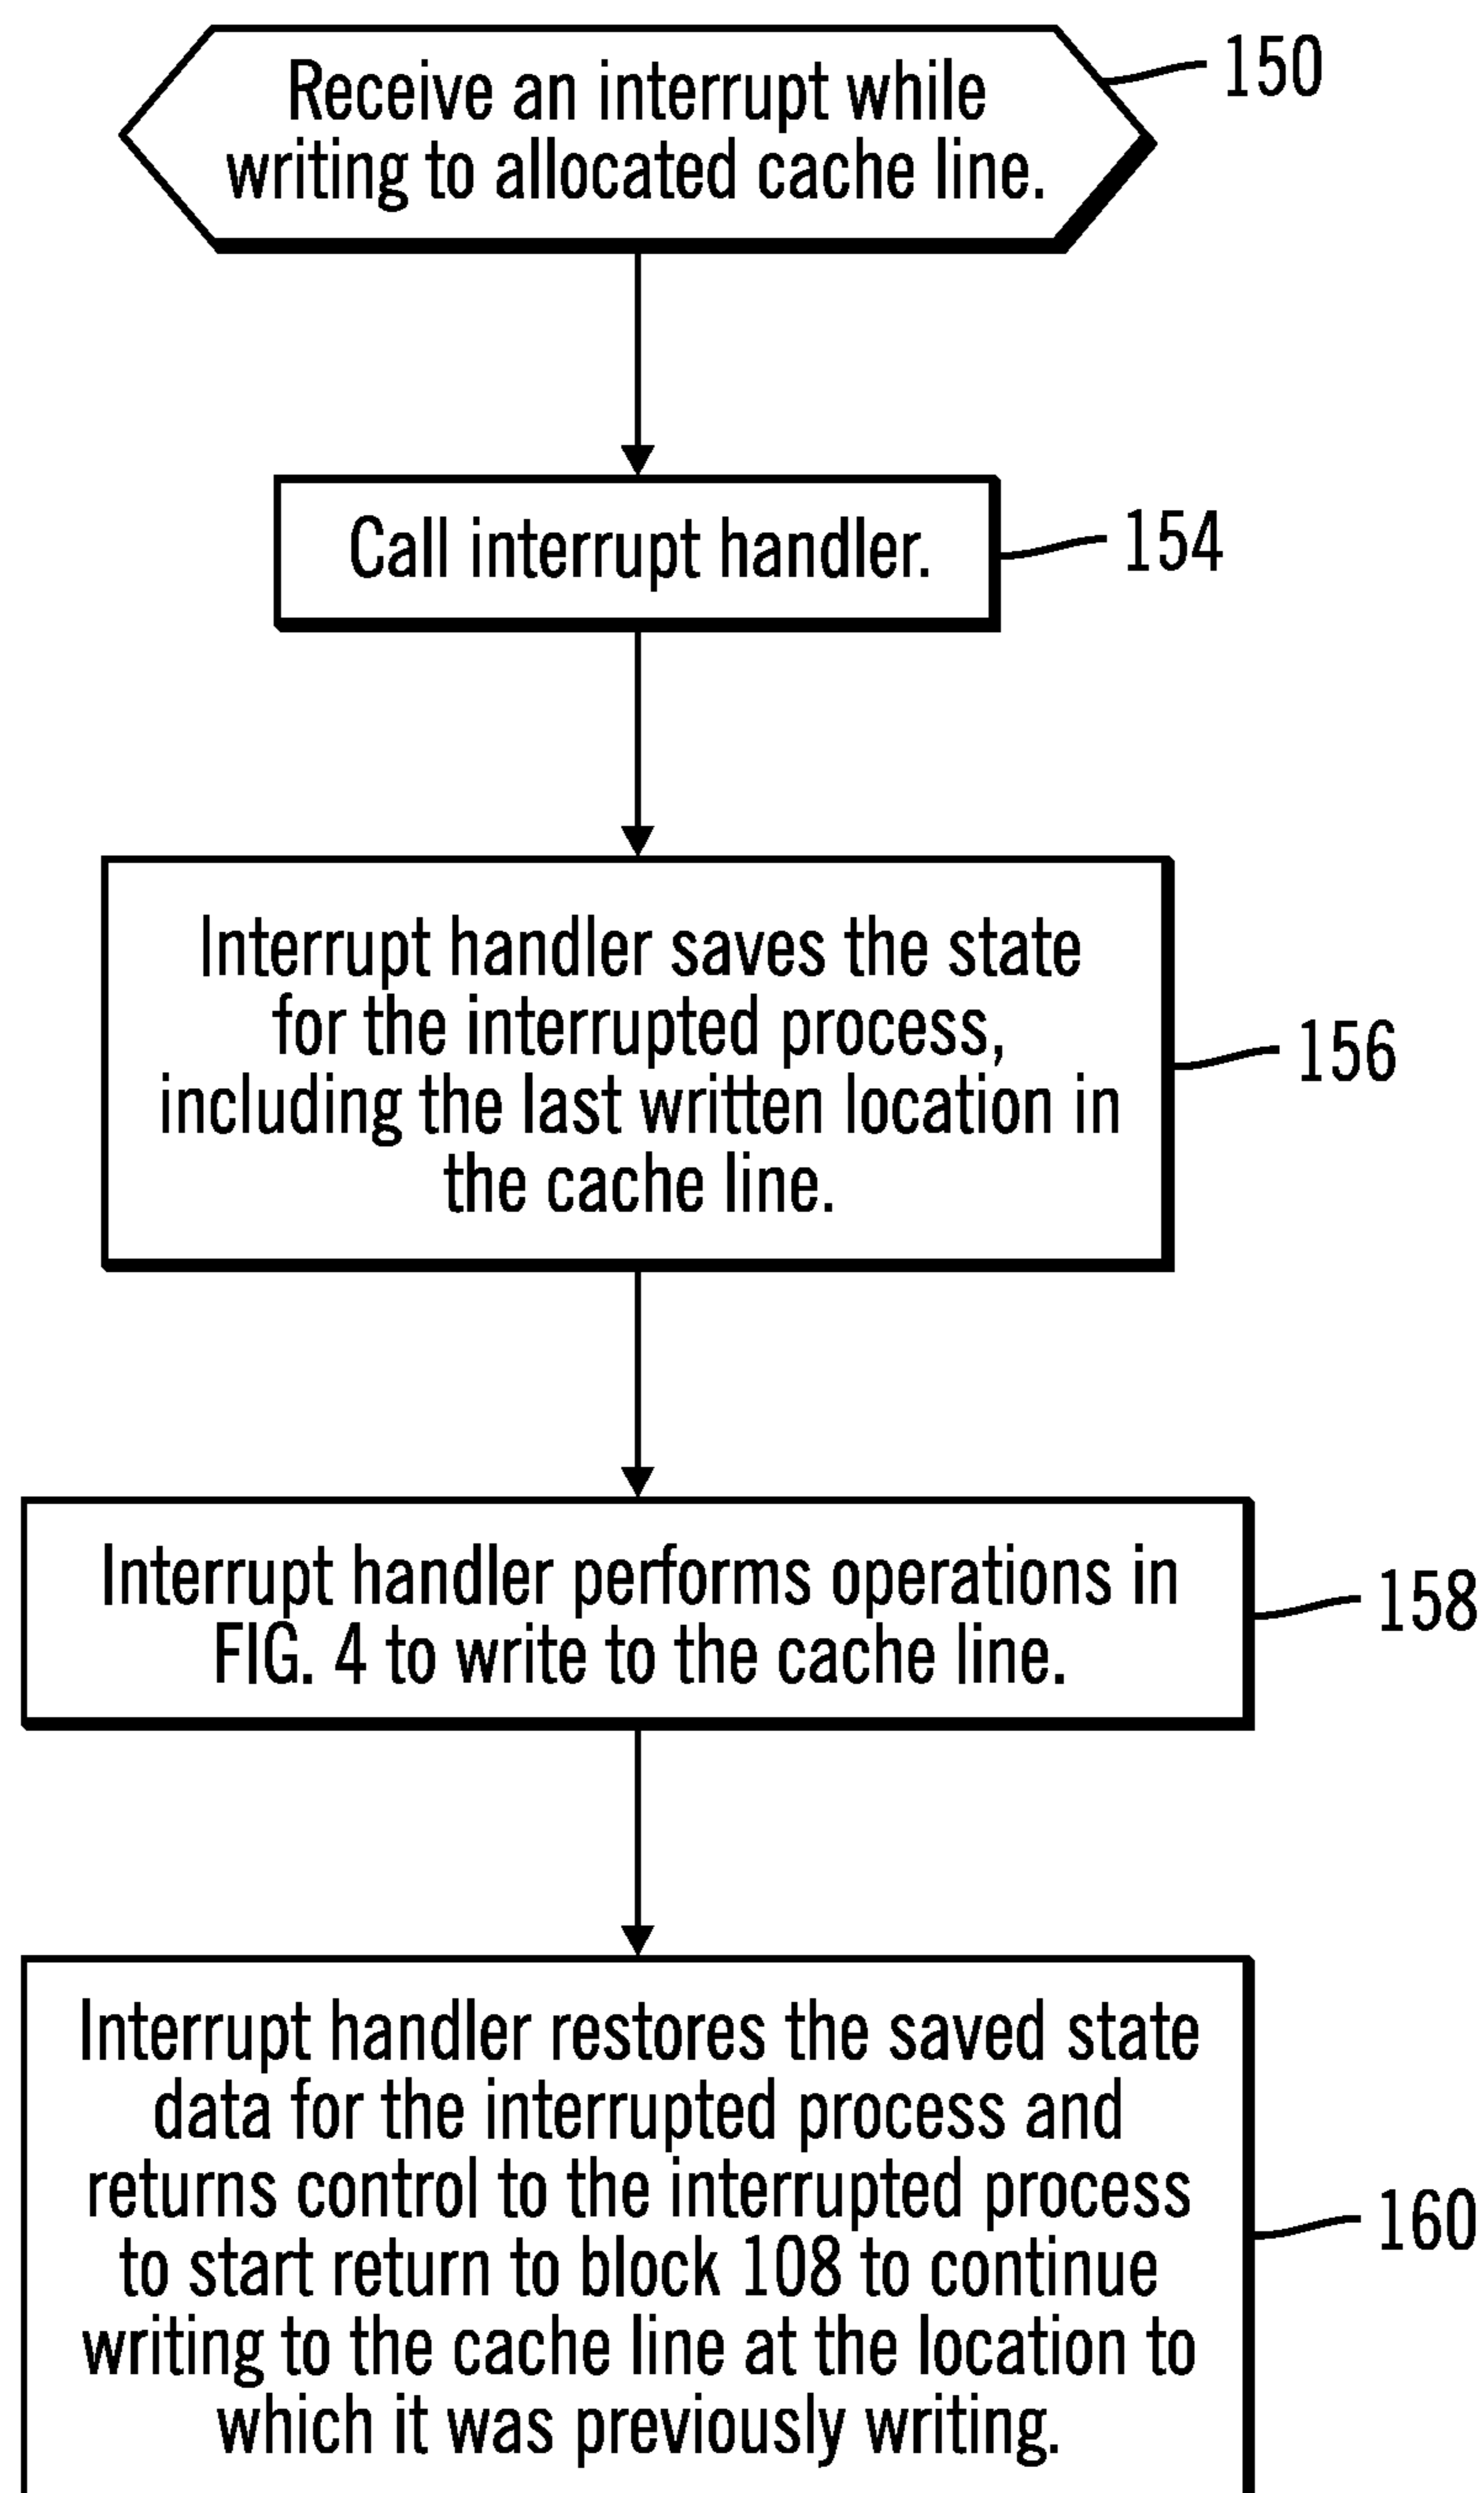 Receive an interrupt while
150
writing to allocated cache line.
Call interrupt handler.
154
Interrupt handler saves the state
for the interrupted process,
including the last written location in
the cache line.
156
Interrupt handler performs operations in
FIG. 4 to write to the cache line.
158
Interrupt handler restores the saved state
data for the interrupted process and
returns control to the interrupted process
to start return to block 108 to continue
writing to the cache line at the location to
which it was previously writing.
160